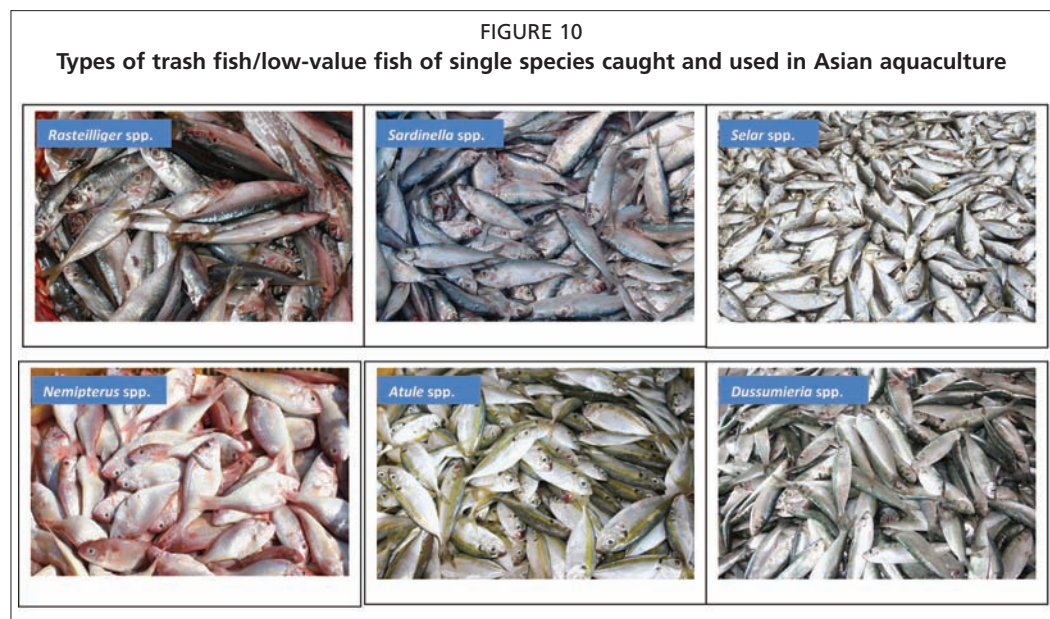 FIGURE 10
Types of trash fish/low-value fish of single species caught and used in Asian aquaculture
Rasteilliger spp.
Sardinella spp.
Selar spp.
Nemipterus spp.
Atule spp.
Dussumieria spp.